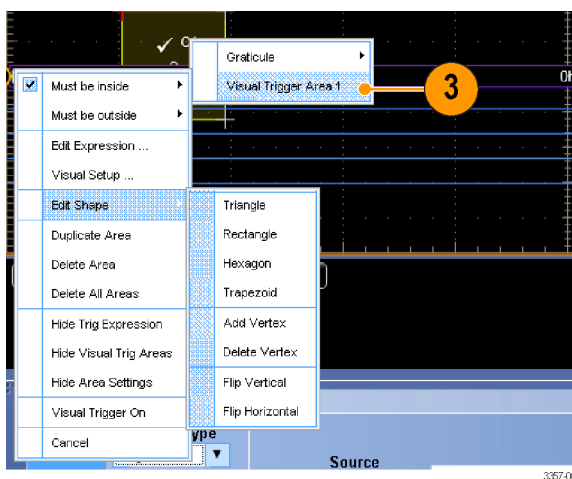 Graticule
Visual Trigger Area 1
3
Must be inside
Must be outside
Edit Expression ...
Visual Setup ...
Edit Shape
Triangle
Duplicate Area
Rectangle
Delete Area
Hexagon
Delete All Areas
Trapezoid
Hide Trig Expression
Add Vertex
Hide Visual Trig Areas
Delete Vertex
Hide Area Settings
Flip Vertical
Visual Trigger On
Flip Horizontal
Cancel
ype
Source